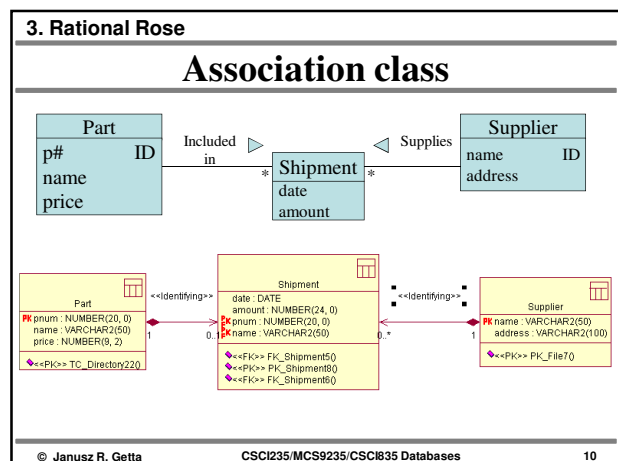 3. Rational Rose
Association class
Part
p# ID
name
price
Included
in
*
Shipment
date
amount
*
Supplies
Supplier
name ID
address
Part
PK pnum : NUMBER(20, 0)
name : VARCHAR2(50)
price : NUMBER(9, 2)
<<PK>> TC_Directory22()
<<Identifying>>
1
0..1
Shipment
date : DATE
amount : NUMBER(24, 0)
pnum : NUMBER(20, 0)
name : VARCHAR2(50)
<<FK>> FK_Shipment5()
<<PK>> PK_Shipment8()
<<FK>> FK_Shipment6()
<<Identifying>>
0..*
1
Supplier
PK name : VARCHAR2(50)
address : VARCHAR2(100)
<<PK>> PK_File7()
© Janusz R. Getta CSCI235/MCS9235/CSCI835 Databases 10